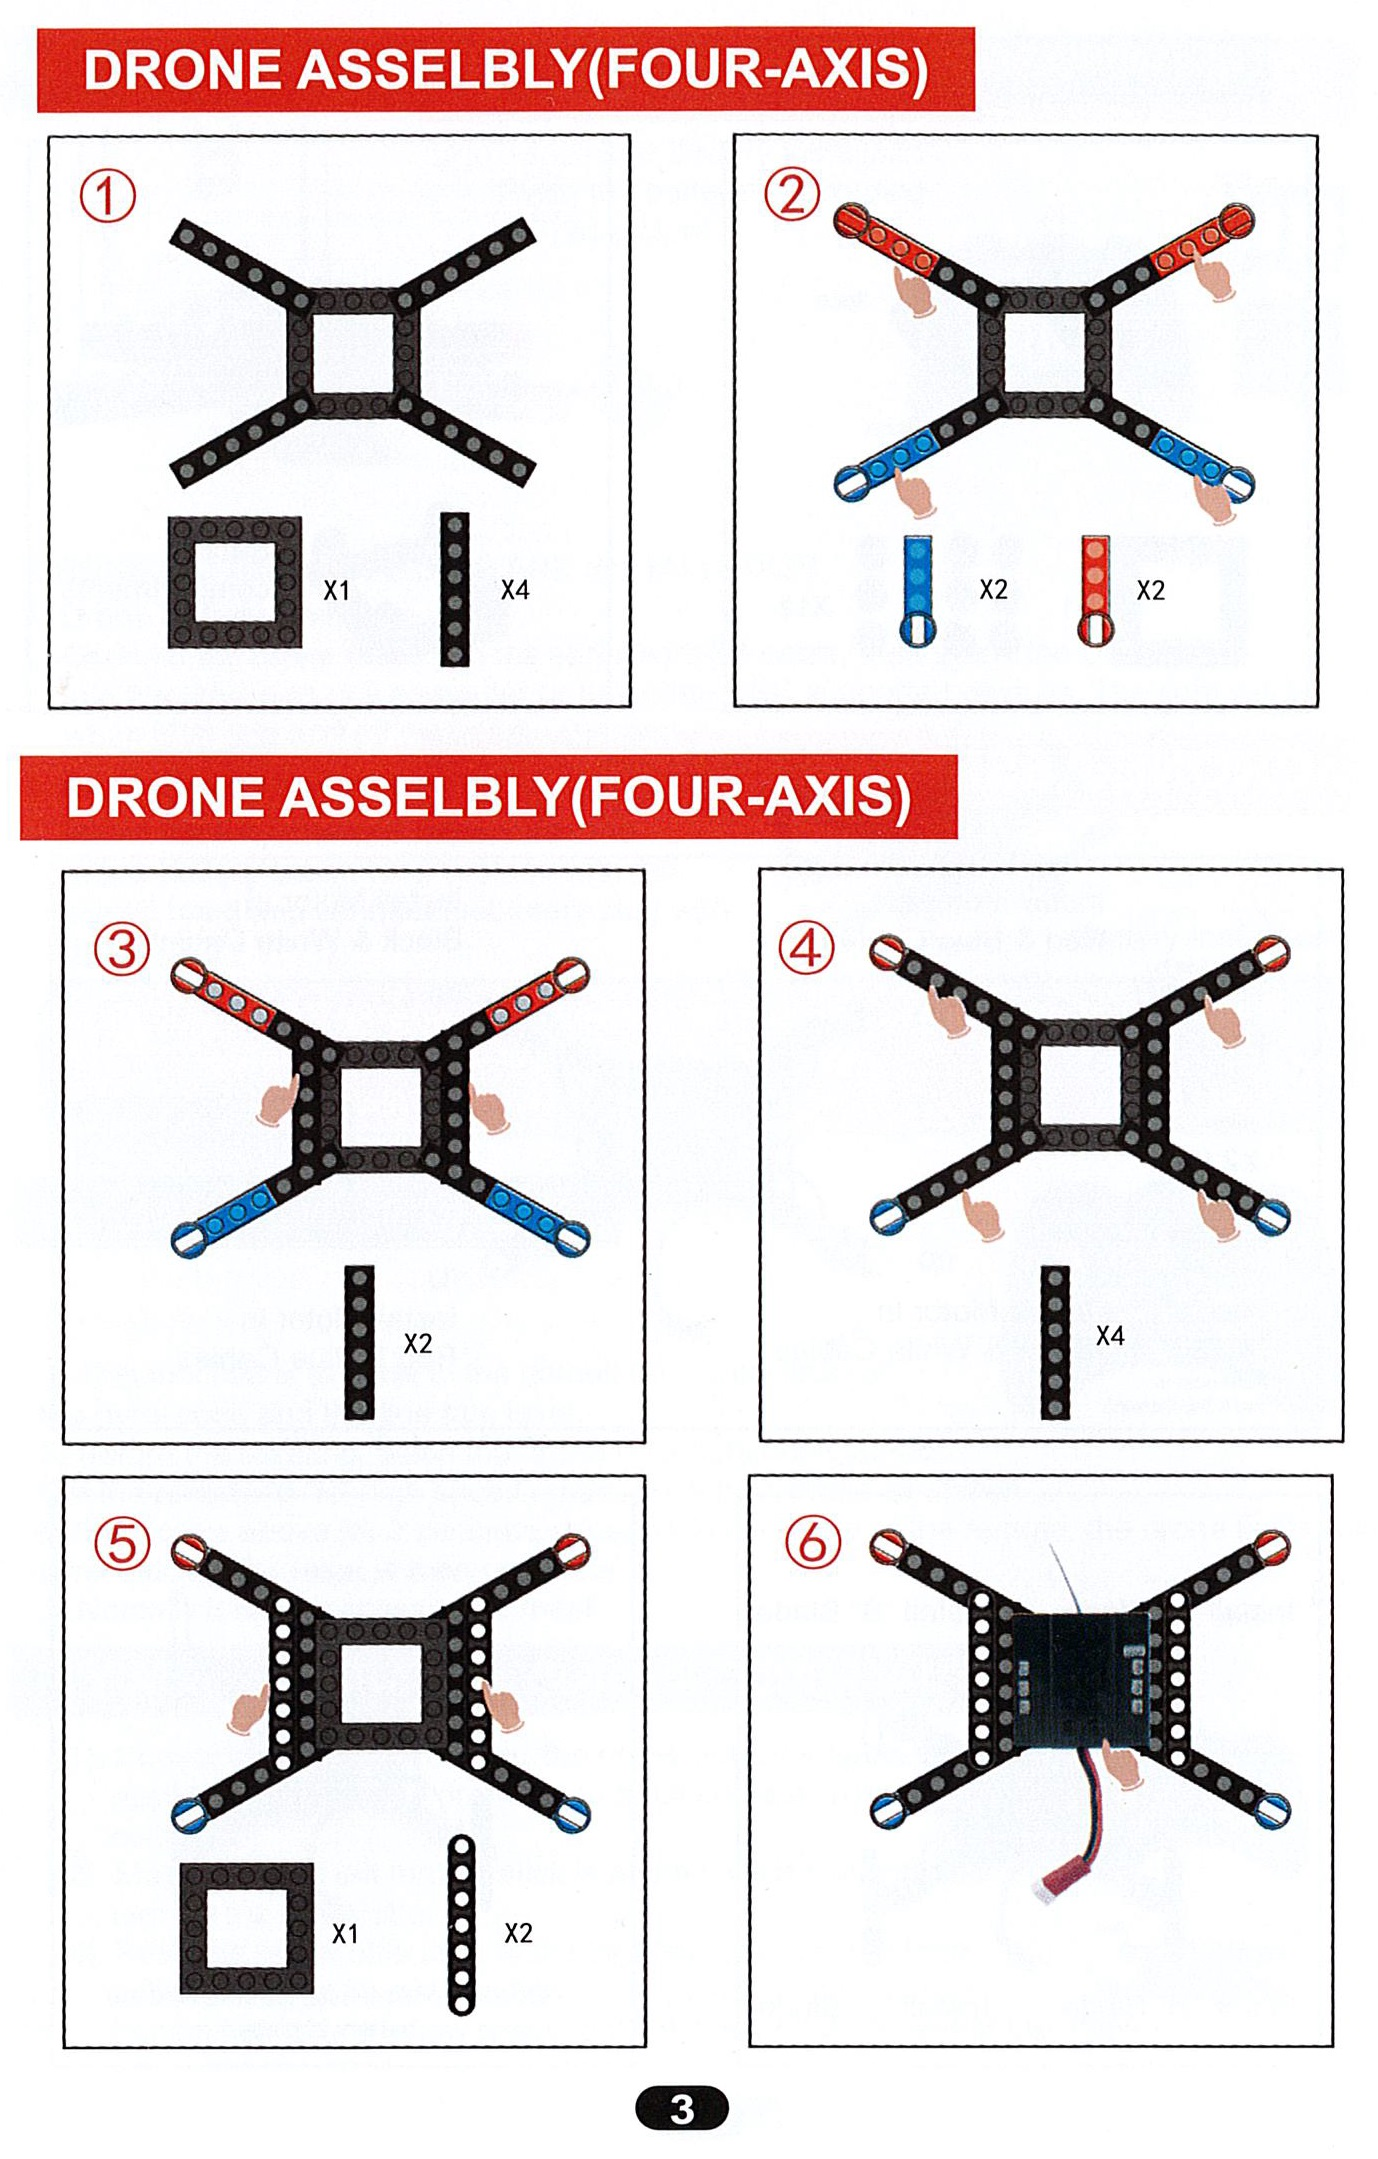 DRONE ASSELBLY(FOUR-AXIS)
①
②
X1
X4
X2
X2
DRONE ASSELBLY(FOUR-AXIS)
③
④
X2
X4
⑤
⑥
X1
X2
3